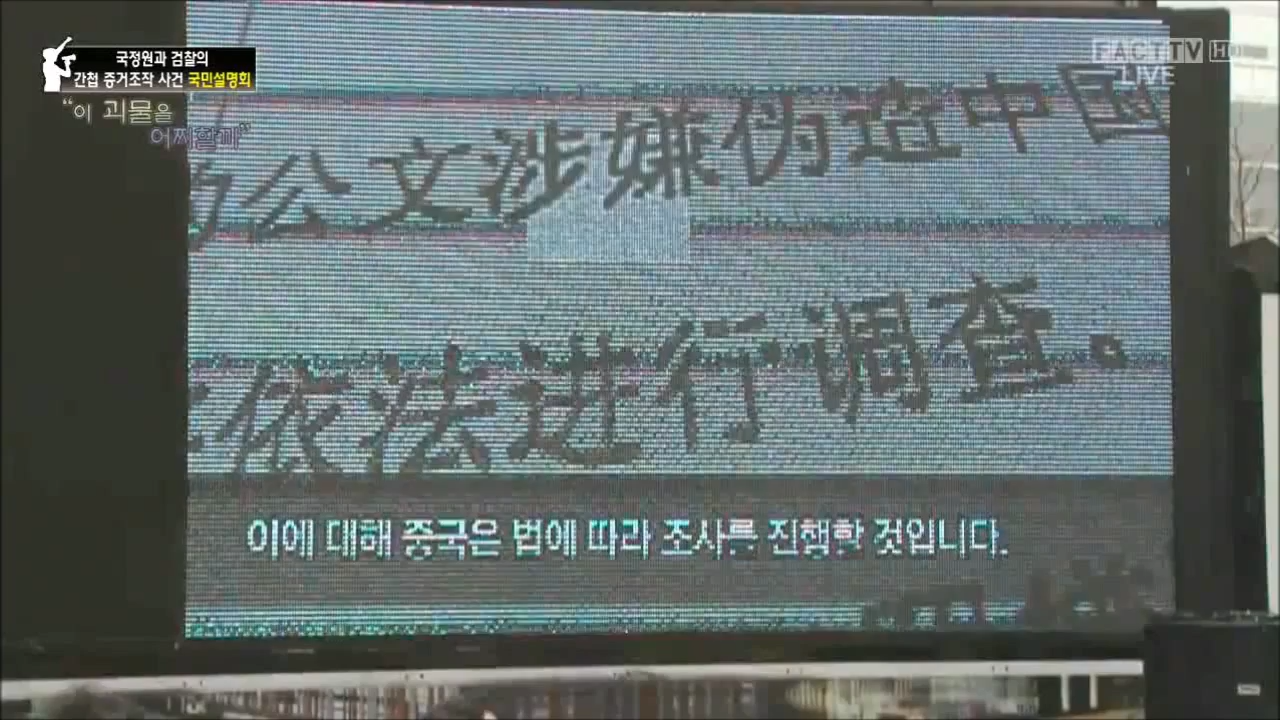 국정원과 검찰의
간첩 증거조작 사건 국민설명회
“이 괴물을
어찌할까”
FACTTV HD
LIVE
公文涉嫌伪造中国
依法进行调查。
이에 대해 중국은 법에 따라 조사를 진행할 것입니다.